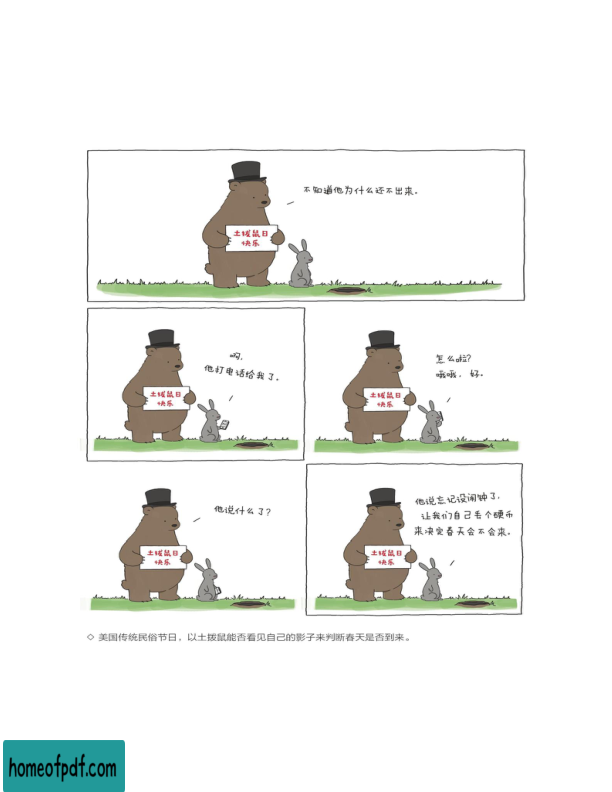 不知道他为什么还不出来。
土拨鼠日
快乐
啊,
他打电话给我了。
土拨鼠日
快乐
怎么啦?
哦哦。好。
土拨鼠日
快乐
他说什么了?
土拨鼠日
快乐
他说忘记设闹钟了,
让我们自己丢个硬币
来决定春天会不会来。
土拨鼠日
快乐
◇ 美国传统民俗节日,以土拨鼠能否看见自己的影子来判断春天是否到来。
homeofpdf.com